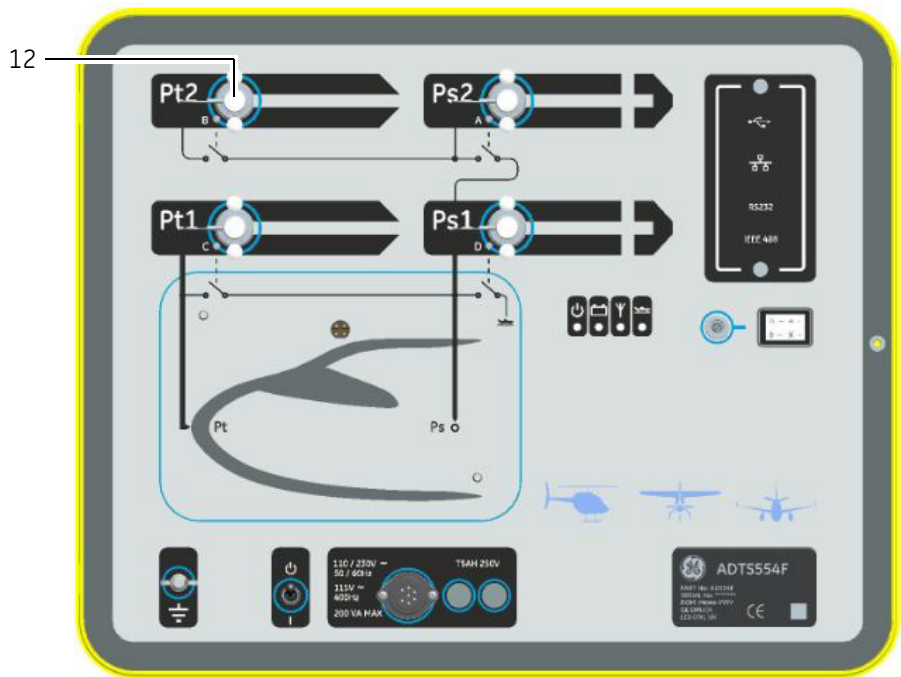 12
Pt2
Ps2
B
A
Pt1
Ps1
C
D
RS232
IEEE 488
Pt
Ps
110 / 230V ~
50 / 60Hz
115V ~
400Hz
200 VA MAX
T5AH 250V
GE
ADTS554F
CE